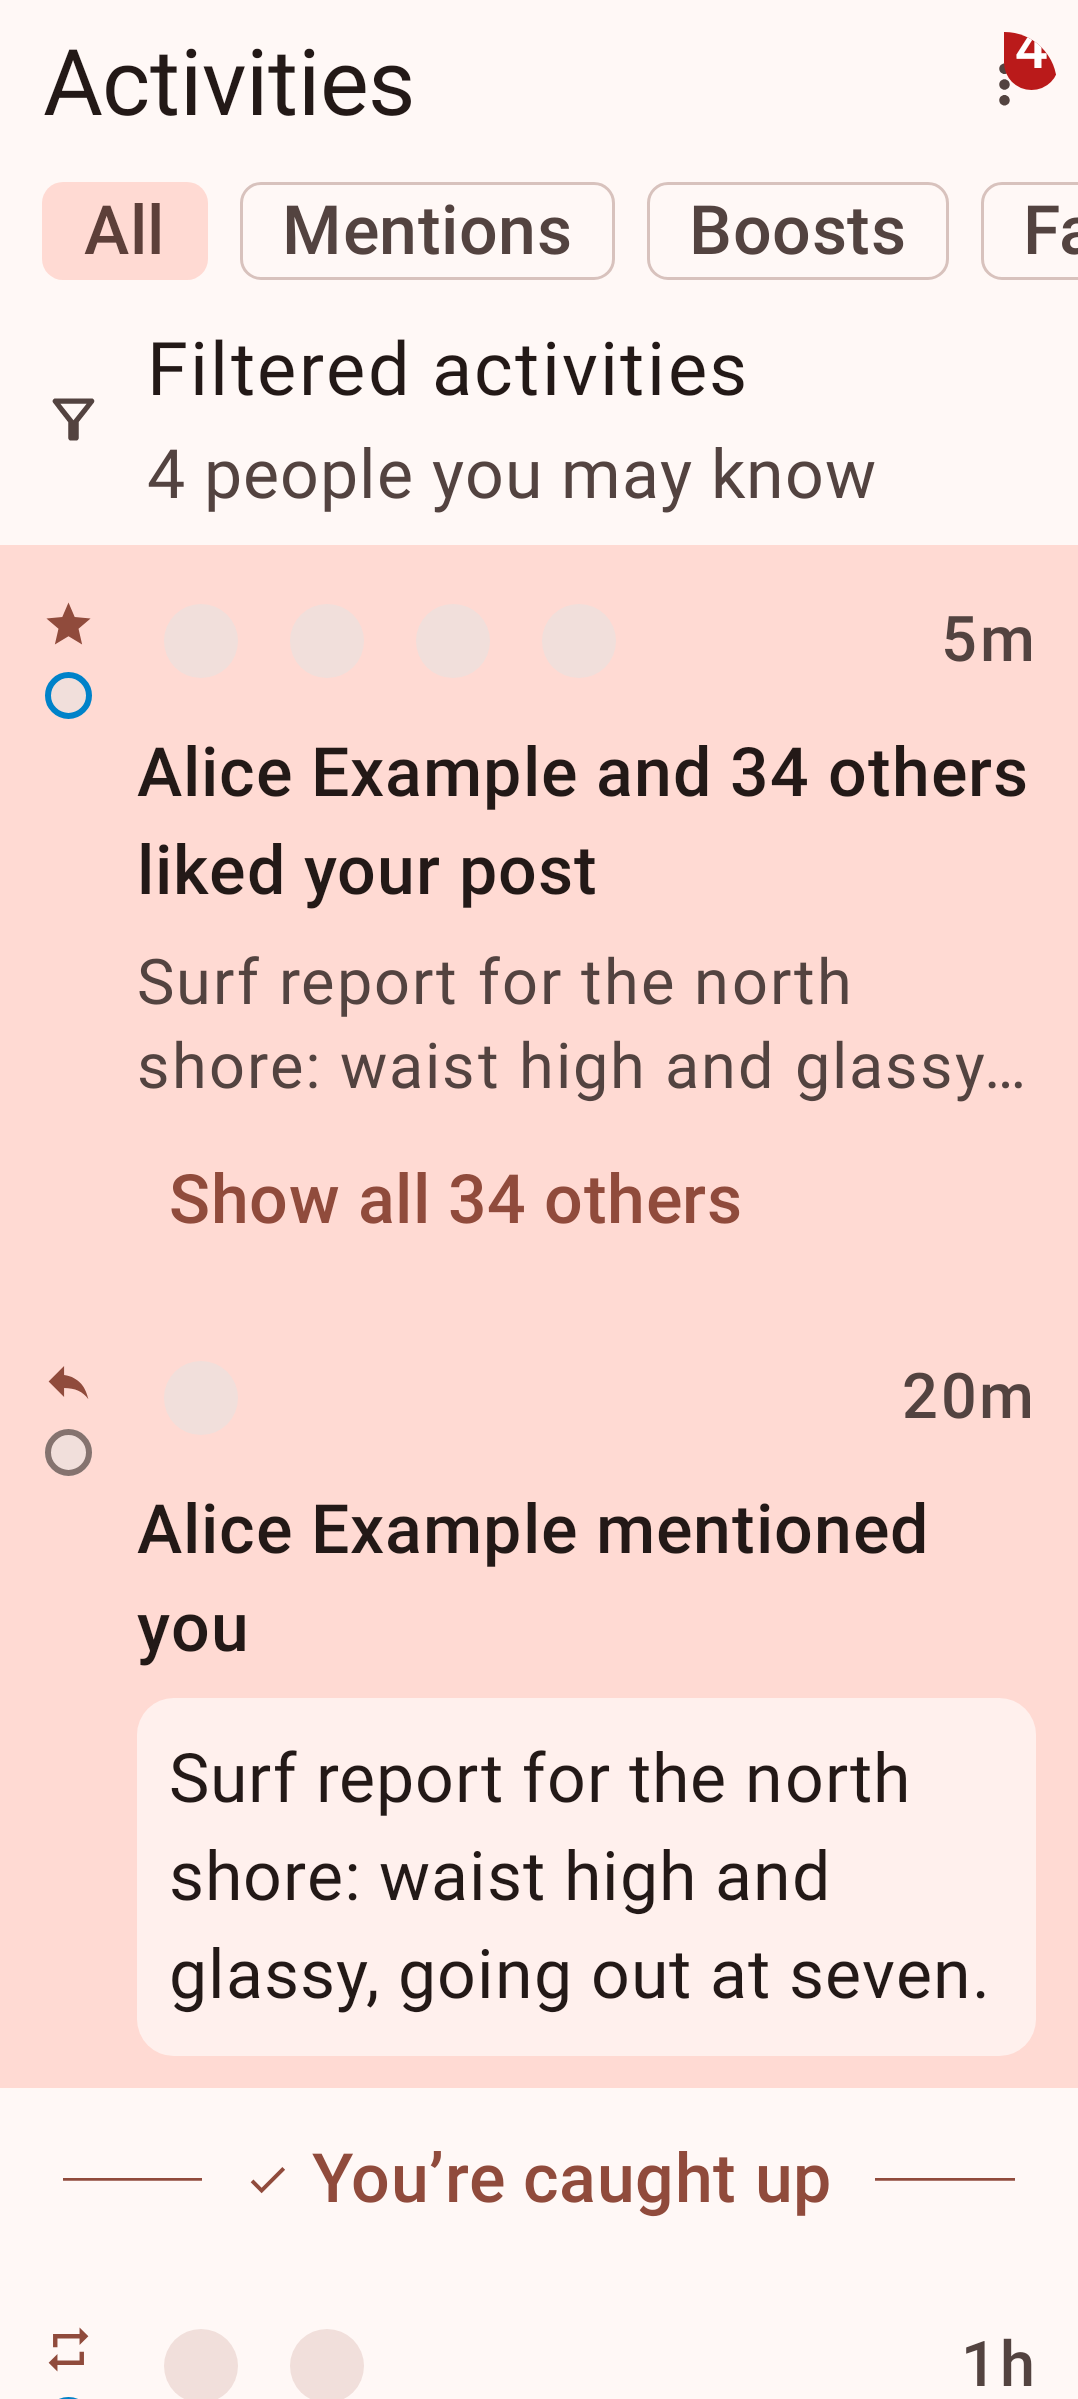 Activities
4
All
Mentions
Boosts
Fa
Filtered activities
4 people you may know
5m
Alice Example and 34 others
liked your post
Surf report for the north
shore: waist high and glassy…
Show all 34 others
20m
Alice Example mentioned
you
Surf report for the north
shore: waist high and
glassy, going out at seven.
You’re caught up
1h